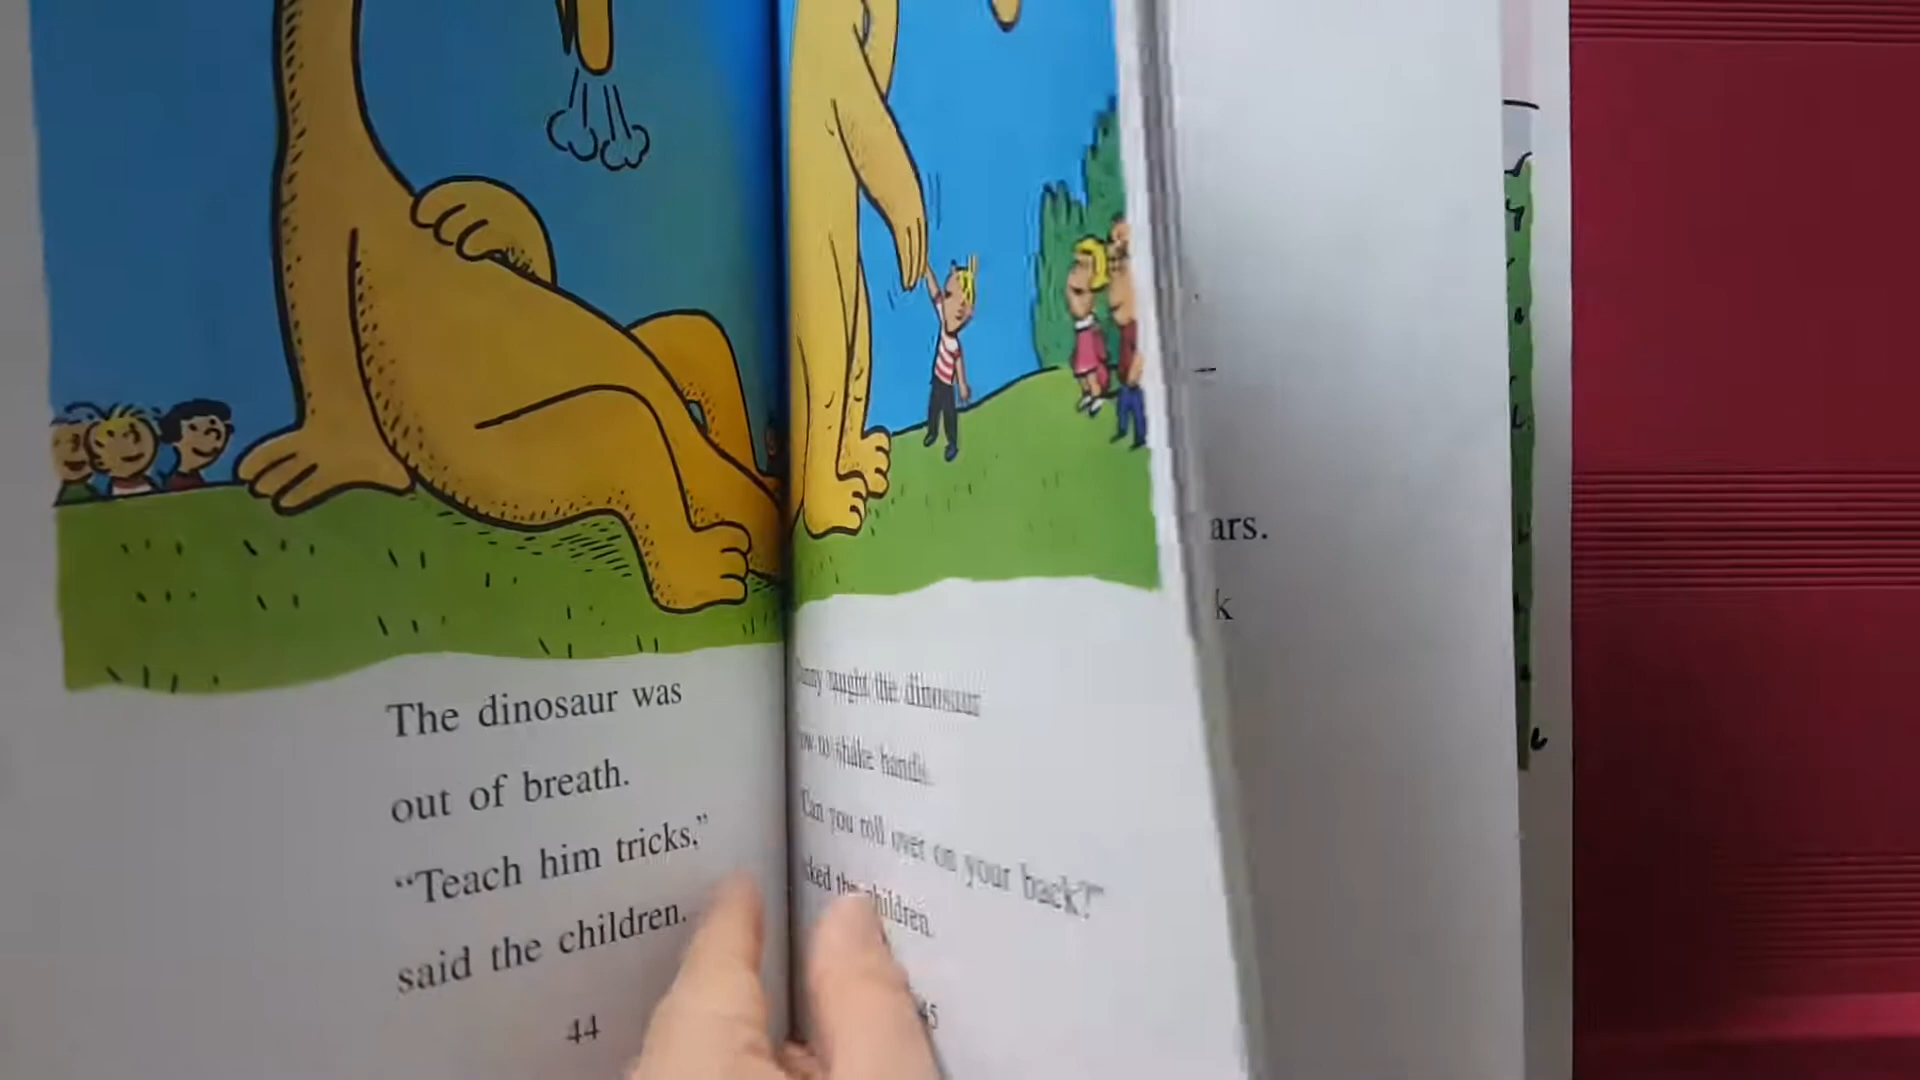 The dinosaur was
out of breath.
“Teach him tricks,”
said the children.
44
taught the dinosaur
to shake hands.
Can you roll over on your back?”
the children.
45
ars.
k